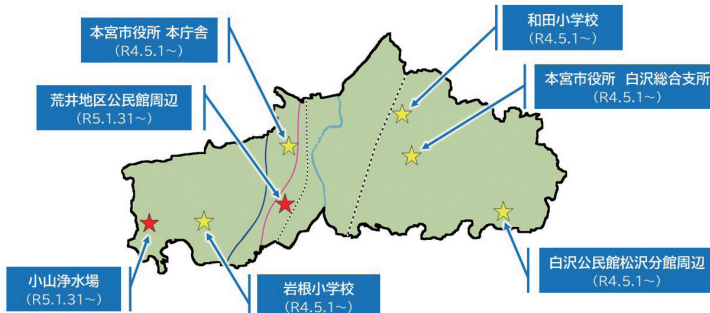 本宮市役所 本庁舎
(R4.5.1～)
和田小学校
(R4.5.1～)
本宮市役所 白沢総合支所
(R4.5.1～)
荒井地区公民館周辺
(R5.1.31～)
小山浄水場
(R5.1.31～)
岩根小学校
(R4.5.1～)
白沢公民館松沢分館周辺
(R4.5.1～)